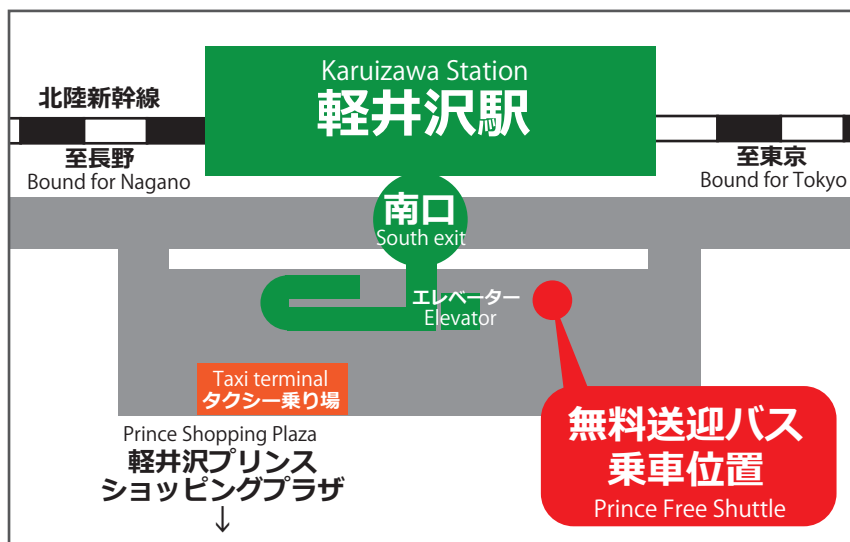 Karuizawa Station
軽井沢駅
北陸新幹線
至長野
Bound for Nagano
至東京
Bound for Tokyo
南口
South exit
エレベーター
Elevator
Taxi terminal
タクシー乗り場
Prince Shopping Plaza
軽井沢プリンス
ショッピングプラザ
↓
無料送迎バス
乗車位置
Prince Free Shuttle